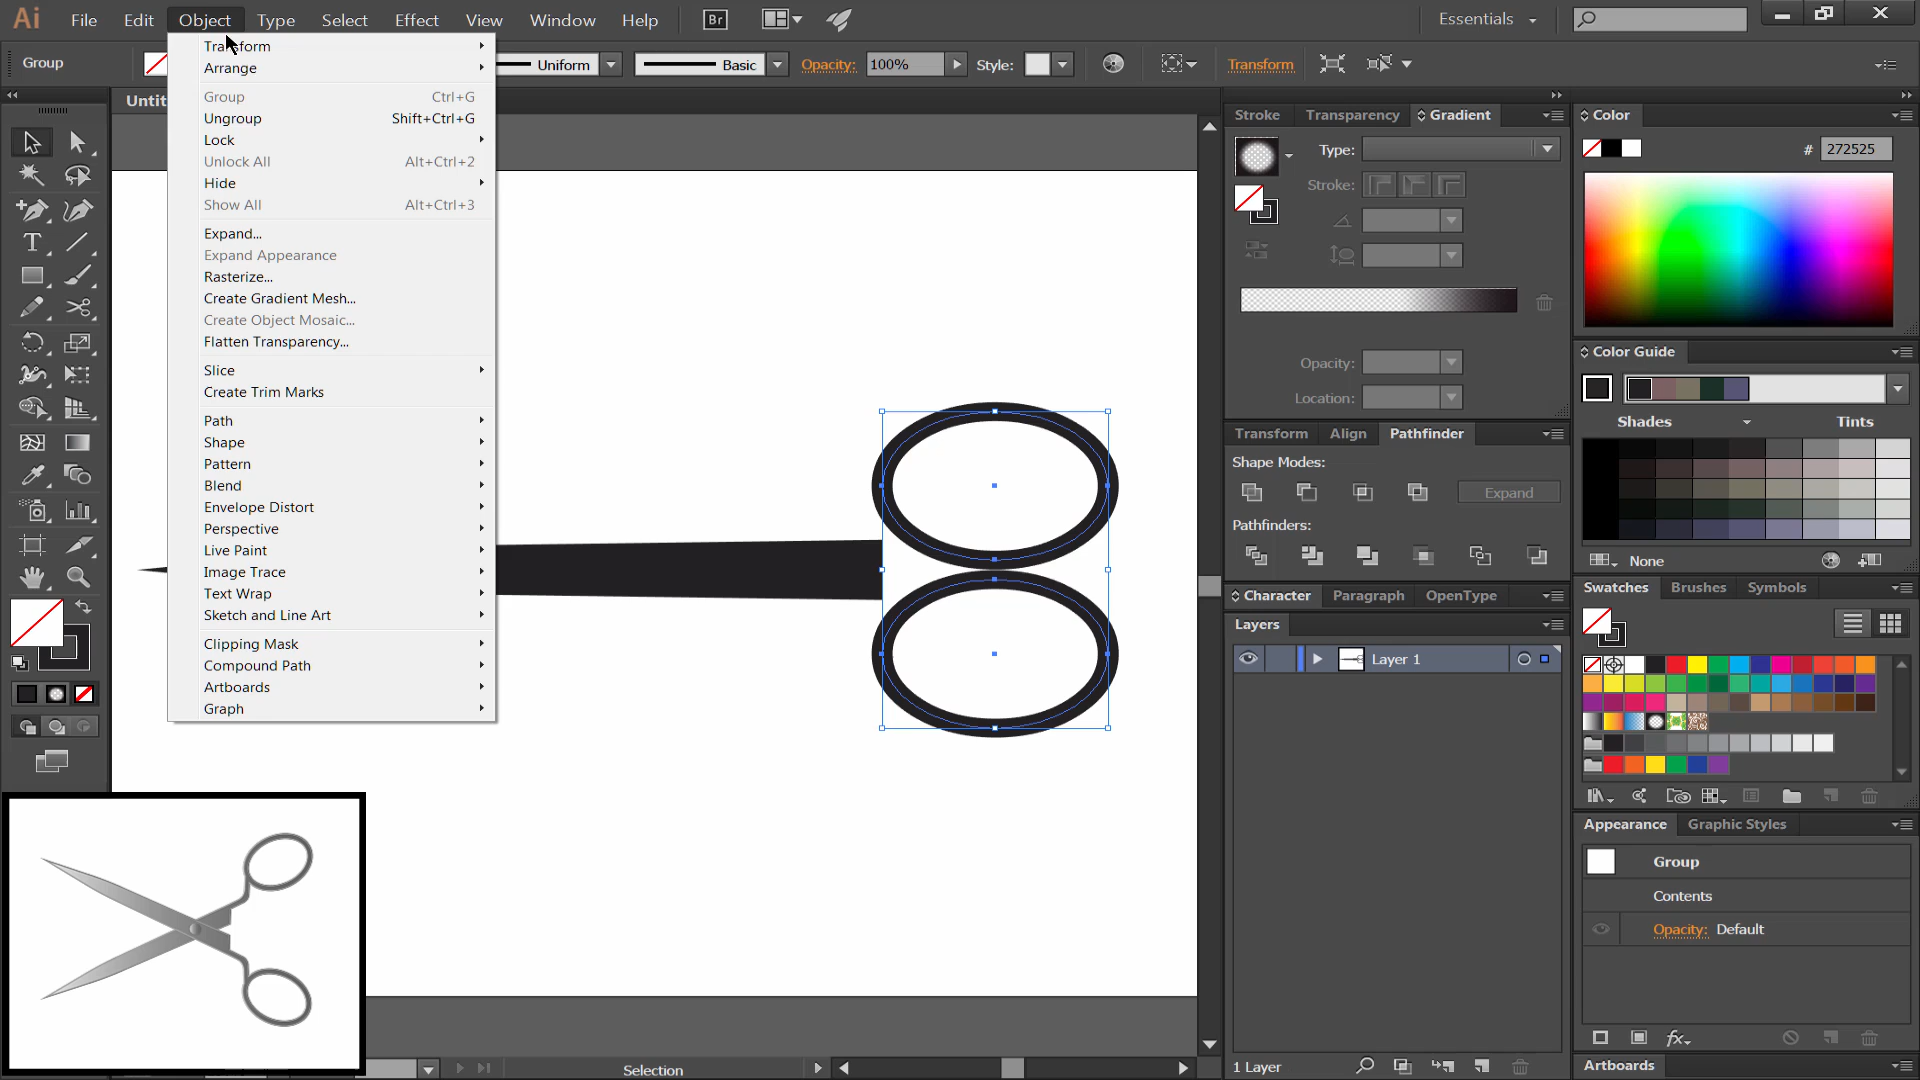 Ai File Edit Object Type Select Effect View Window Help Br Essentials
Group Uniform Basic Opacity: 100% Style: Transform
Untit
Transform
Arrange
Group Ctrl+G
Ungroup Shift+Ctrl+G
Lock
Unlock All Alt+Ctrl+2
Hide
Show All Alt+Ctrl+3
Expand...
Expand Appearance
Rasterize...
Create Gradient Mesh...
Create Object Mosaic...
Flatten Transparency...
Slice
Create Trim Marks
Path
Shape
Pattern
Blend
Envelope Distort
Perspective
Live Paint
Image Trace
Text Wrap
Sketch and Line Art
Clipping Mask
Compound Path
Artboards
Graph
Selection
Stroke Transparency Gradient
Type:
Stroke:
Opacity:
Location:
Transform Align Pathfinder
Shape Modes:
Expand
Pathfinders:
Character Paragraph OpenType
Layers
Layer 1
1 Layer
Color
# 272525
Color Guide
Shades Tints
None
Swatches Brushes Symbols
Appearance Graphic Styles
Group
Contents
Opacity: Default
fx
Artboards